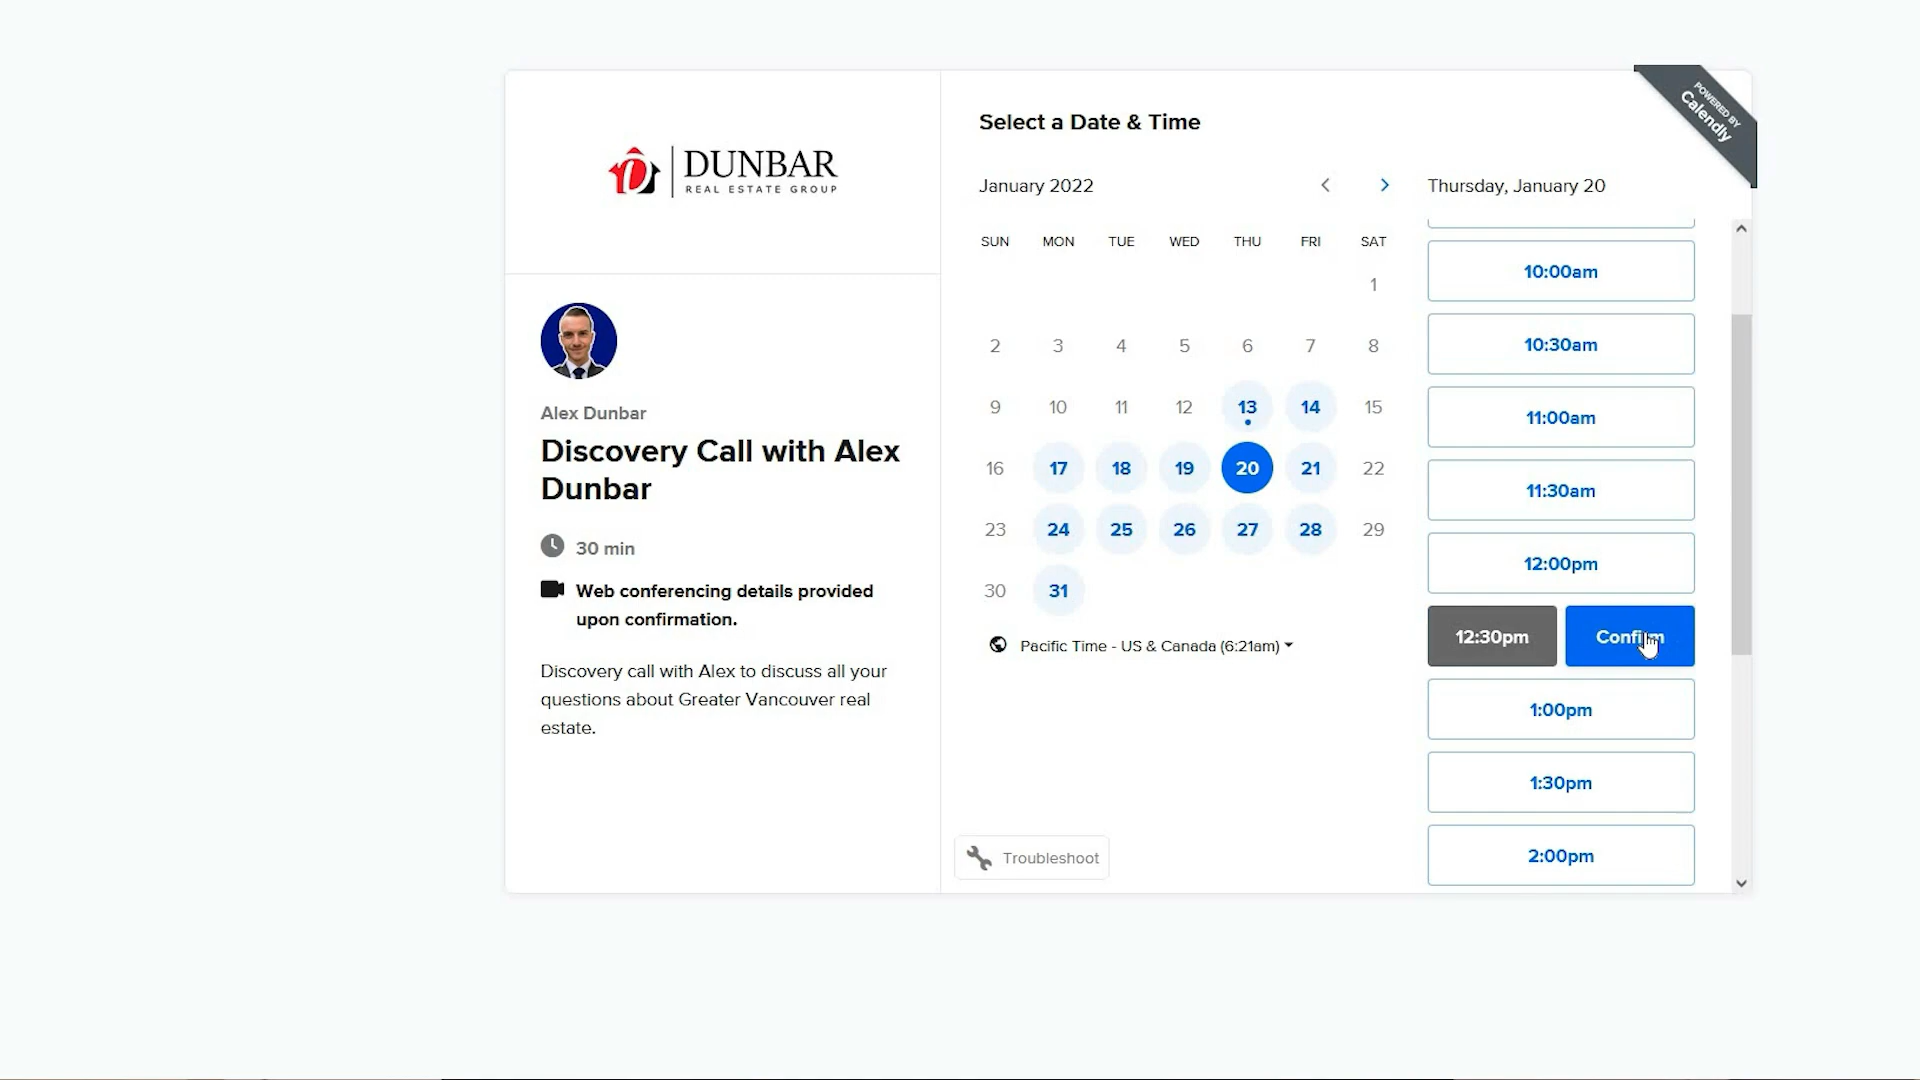 POWERED BY
Calendly
DUNBAR
REAL ESTATE GROUP
Alex Dunbar
Discovery Call with Alex
Dunbar
30 min
Web conferencing details provided
upon confirmation.
Discovery call with Alex to discuss all your
questions about Greater Vancouver real
estate.
Select a Date & Time
January 2022
SUN MON TUE WED THU FRI SAT
1
2 3 4 5 6 7 8
9 10 11 12 13 14 15
16 17 18 19 20 21 22
23 24 25 26 27 28 29
30 31
Pacific Time - US & Canada (6:21am)
Troubleshoot
Thursday, January 20
10:00am
10:30am
11:00am
11:30am
12:00pm
12:30pm Confirm
1:00pm
1:30pm
2:00pm